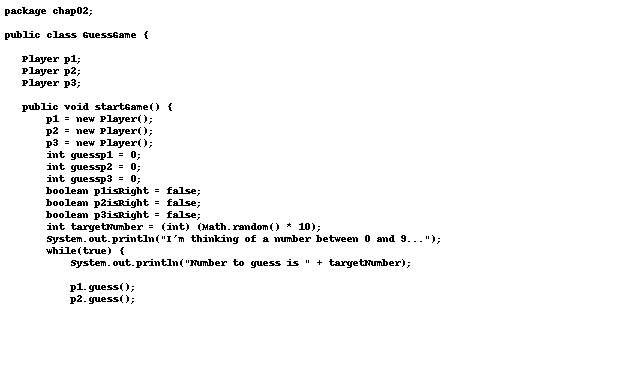 package chap02;
public class GuessGame {
Player p1;
Player p2;
Player p3;
public void startGame() {
p1 = new Player();
p2 = new Player();
p3 = new Player();
int guessp1 = 0;
int guessp2 = 0;
int guessp3 = 0;
boolean p1isRight = false;
boolean p2isRight = false;
boolean p3isRight = false;
int targetNumber = (int) (Math.random() * 10);
System.out.println("I'm thinking of a number between 0 and 9...");
while(true) {
System.out.println("Number to guess is " + targetNumber);
p1.guess();
p2.guess();